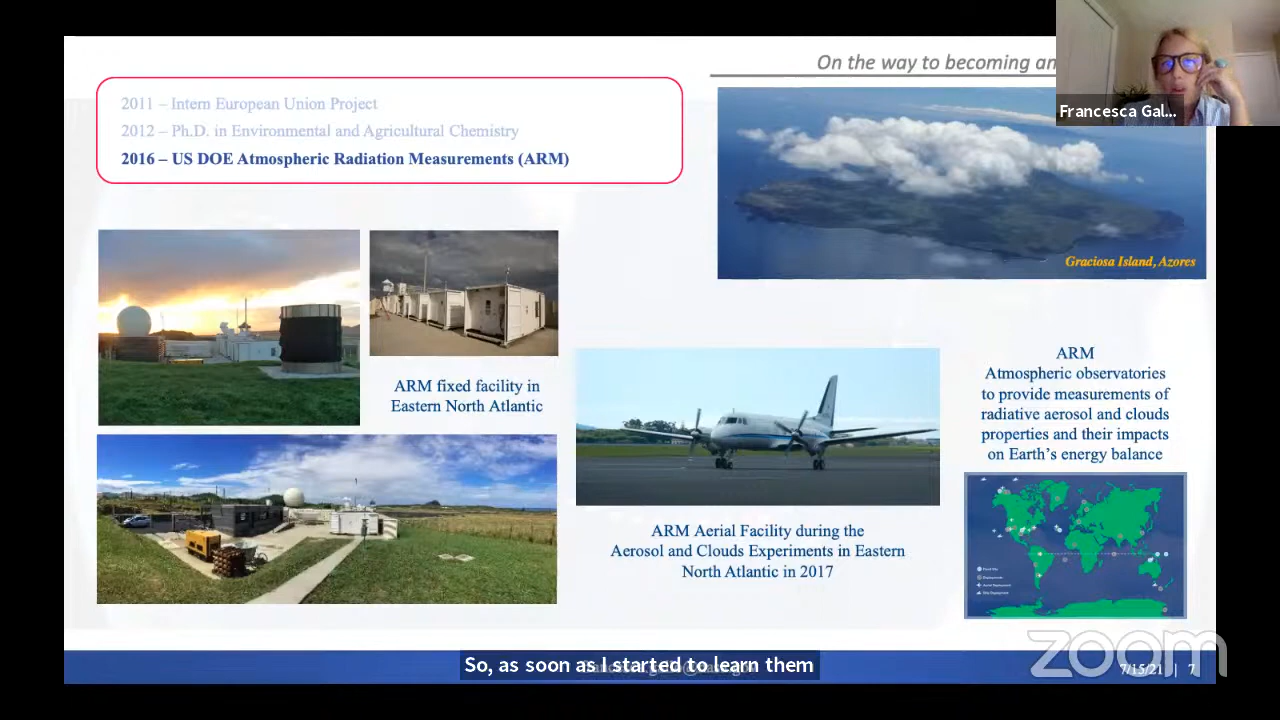 On the way to becoming an
Francesca Gal...
2011 – Intern European Union Project
2012 – Ph.D. in Environmental and Agricultural Chemistry
2016 – US DOE Atmospheric Radiation Measurements (ARM)
Graciosa Island, Azores
ARM fixed facility in
Eastern North Atlantic
ARM Aerial Facility during the
Aerosol and Clouds Experiments in Eastern
North Atlantic in 2017
ARM
Atmospheric observatories
to provide measurements of
radiative aerosol and clouds
properties and their impacts
on Earth's energy balance
So, as soon as I started to learn them
zoom
7/15/21 | 7